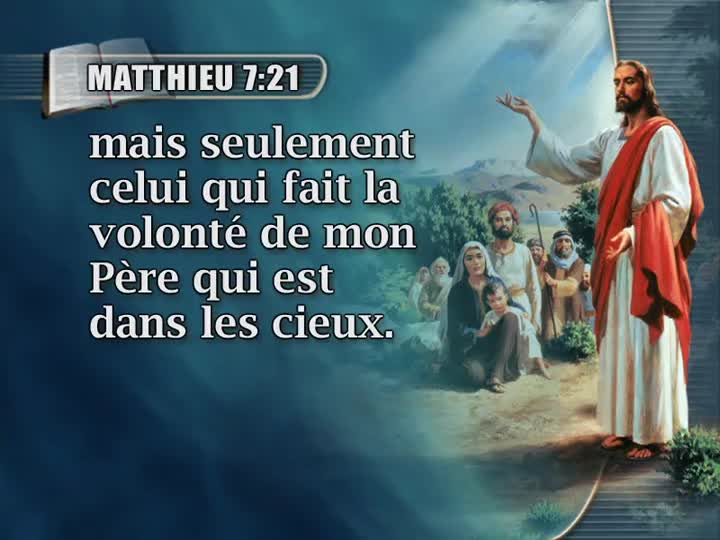 MATTHIEU 7:21
mais seulement
celui qui fait la
volonté de mon
Père qui est
dans les cieux.